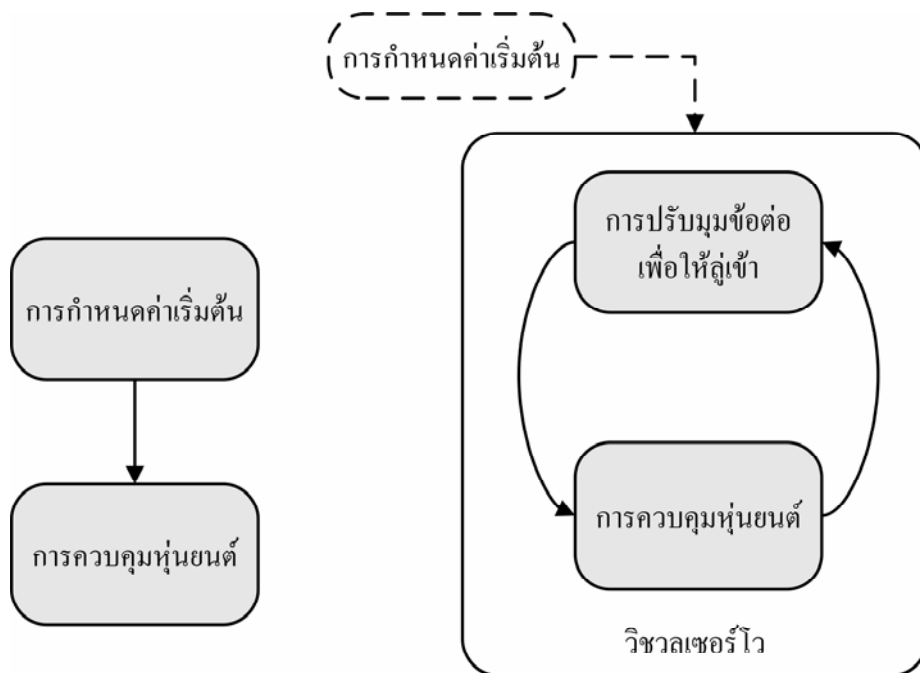 การกำหนดค่าเริ่มต้น
การควบคุมหุ่นยนต์
การกำหนดค่าเริ่มต้น
การปรับมุมข้อต่อ
เพื่อให้ลู่เข้า
การควบคุมหุ่นยนต์
วิชวลเซอร์โว